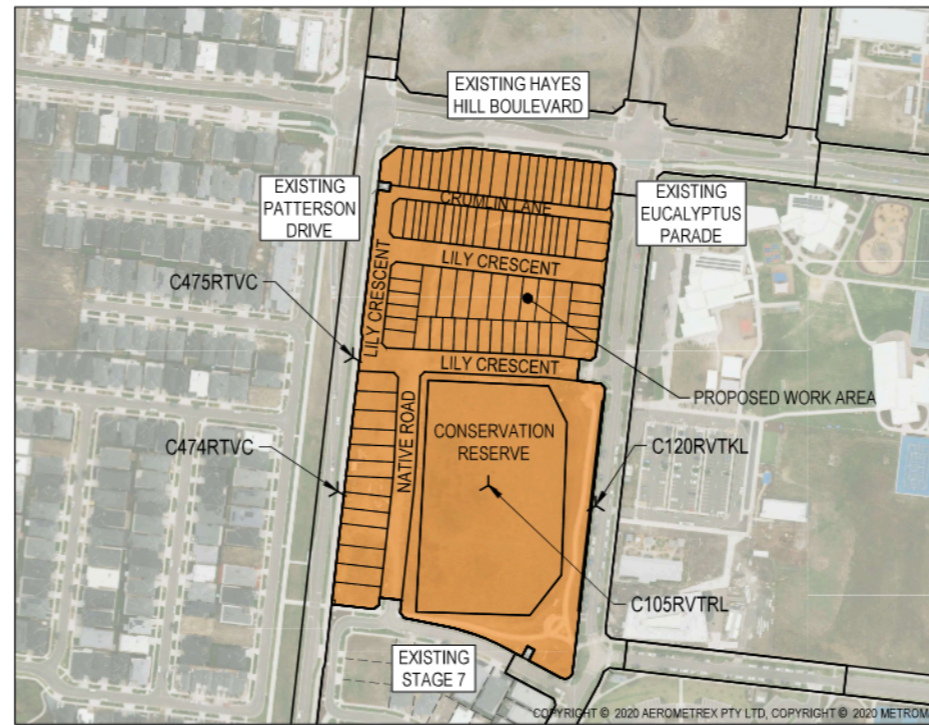 EXISTING HAYES
HILL BOULEVARD
EXISTING
PATTERSON
DRIVE
EXISTING
EUCALYPTUS
PARADE
CROMLIN LANE
LILY CRESCENT
LILY CRESCENT
C475RTVC
LILY CRESCENT
PROPOSED WORK AREA
NATIVE ROAD
CONSERVATION
RESERVE
C474RTVC
C120RVTKL
C105RVTRL
EXISTING
STAGE 7
COPYRIGHT © 2020 AEROMETREX PTY LTD, COPYRIGHT © 2020 METROM